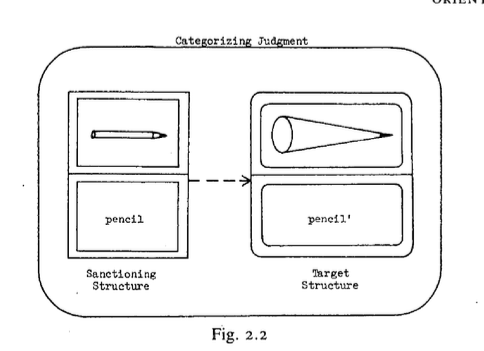 ORIENT
Categorizing Judgment
pencil
pencil'
Sanctioning
Structure
Target
Structure
Fig. 2.2